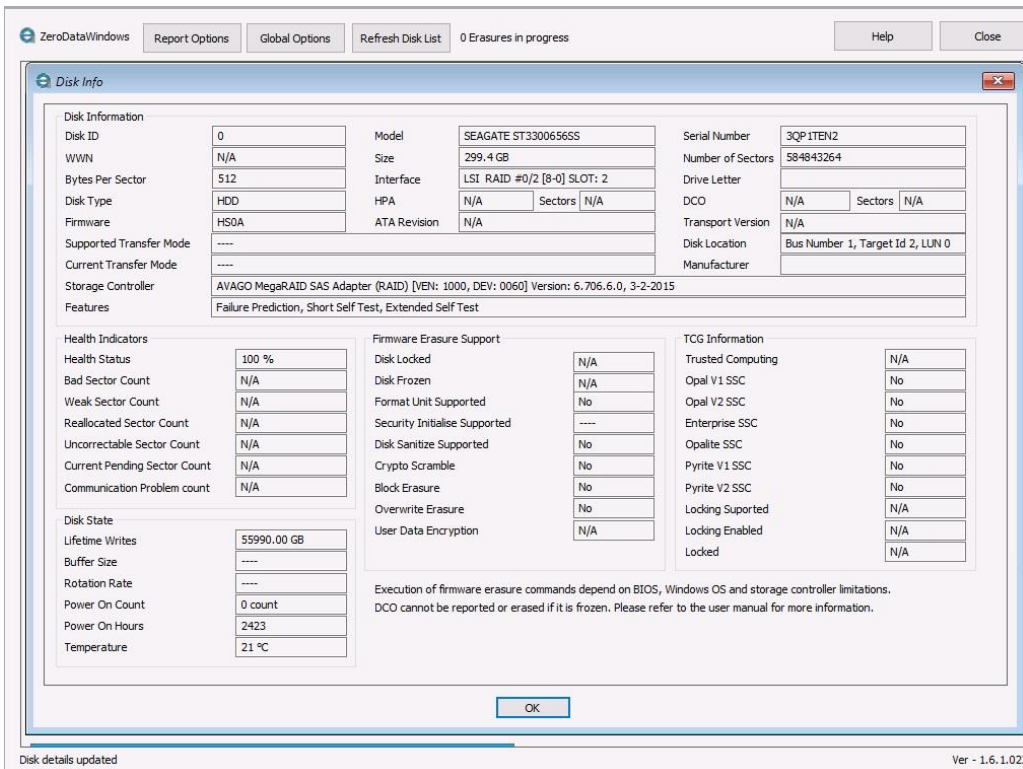 ZeroDataWindows Report Options Global Options Refresh Disk List 0 Erasures in progress Help Close
Disk Info
Disk Information
Disk ID 0 Model SEAGATE ST3300656SS Serial Number 3QP1TEN2
WWN N/A Size 299.4 GB Number of Sectors 584843264
Bytes Per Sector 512 Interface LSI RAID #0/2 [8-0] SLOT: 2 Drive Letter
Disk Type HDD HPA N/A Sectors N/A DCO N/A Sectors N/A
Firmware HS0A ATA Revision N/A Transport Version N/A
Supported Transfer Mode ---- Disk Location Bus Number 1, Target Id 2, LUN 0
Current Transfer Mode ---- Manufacturer
Storage Controller AVAGO MegaRAID SAS Adapter (RAID) [VEN: 1000, DEV: 0060] Version: 6.706.6.0, 3-2-2015
Features Failure Prediction, Short Self Test, Extended Self Test
Health Indicators
Health Status 100 %
Bad Sector Count N/A
Weak Sector Count N/A
Reallocated Sector Count N/A
Uncorrectable Sector Count N/A
Current Pending Sector Count N/A
Communication Problem count N/A
Disk State
Lifetime Writes 55990.00 GB
Buffer Size ----
Rotation Rate ----
Power On Count 0 count
Power On Hours 2423
Temperature 21 ºC
Firmware Erasure Support
Disk Locked N/A
Disk Frozen N/A
Format Unit Supported No
Security Initialise Supported ----
Disk Sanitize Supported No
Crypto Scramble No
Block Erasure No
Overwrite Erasure No
User Data Encryption N/A
TCG Information
Trusted Computing N/A
Opal V1 SSC No
Opal V2 SSC No
Enterprise SSC No
Opalite SSC No
Pyrite V1 SSC No
Pyrite V2 SSC No
Locking Suported N/A
Locking Enabled N/A
Locked N/A
Execution of firmware erasure commands depend on BIOS, Windows OS and storage controller limitations.
DCO cannot be reported or erased if it is frozen. Please refer to the user manual for more information.
OK
Disk details updated Ver - 1.6.1.02